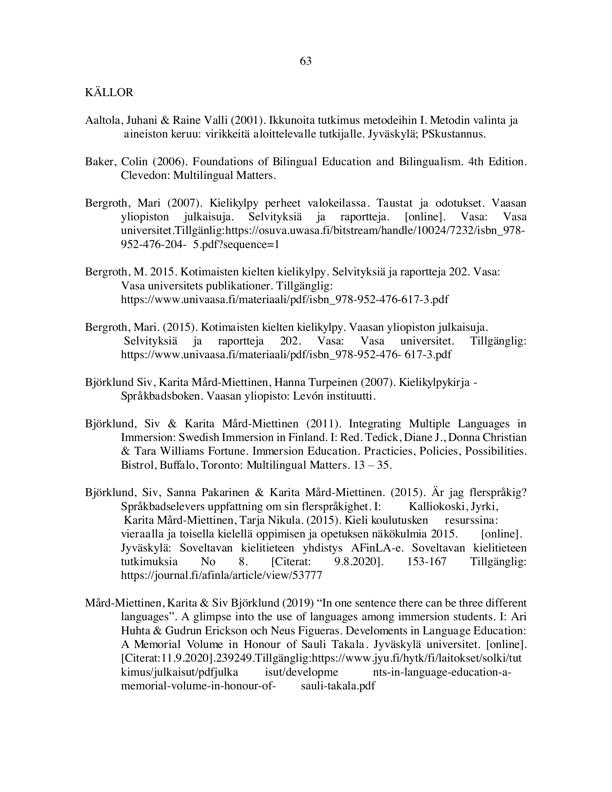 63
KÄLLOR
Aaltola, Juhani & Raine Valli (2001). Ikkunoita tutkimus metodeihin I. Metodin valinta ja
aineiston keruu: virikkeitä aloittelevalle tutkijalle. Jyväskylä; PSkustannus.
Baker, Colin (2006). Foundations of Bilingual Education and Bilingualism. 4th Edition.
Clevedon: Multilingual Matters.
Bergroth, Mari (2007). Kielikylpy perheet valokeilassa. Taustat ja odotukset. Vaasan
yliopiston julkaisuja. Selvityksiä ja raportteja. [online]. Vasa: Vasa
universitet.Tillgänlig:https://osuva.uwasa.fi/bitstream/handle/10024/7232/isbn_978-
952-476-204- 5.pdf?sequence=1
Bergroth, M. 2015. Kotimaisten kielten kielikylpy. Selvityksiä ja raportteja 202. Vasa:
Vasa universitets publikationer. Tillgänglig:
https://www.univaasa.fi/materiaali/pdf/isbn_978-952-476-617-3.pdf
Bergroth, Mari. (2015). Kotimaisten kielten kielikylpy. Vaasan yliopiston julkaisuja.
Selvityksiä ja raportteja 202. Vasa: Vasa universitet. Tillgänglig:
https://www.univaasa.fi/materiaali/pdf/isbn_978-952-476- 617-3.pdf
Björklund Siv, Karita Mård-Miettinen, Hanna Turpeinen (2007). Kielikylpykirja -
Språkbadsboken. Vaasan yliopisto: Levón instituutti.
Björklund, Siv & Karita Mård-Miettinen (2011). Integrating Multiple Languages in
Immersion: Swedish Immersion in Finland. I: Red. Tedick, Diane J., Donna Christian
& Tara Williams Fortune. Immersion Education. Practicies, Policies, Possibilities.
Bistrol, Buffalo, Toronto: Multilingual Matters. 13 – 35.
Björklund, Siv, Sanna Pakarinen & Karita Mård-Miettinen. (2015). Är jag flerspråkig?
Språkbadselevers uppfattning om sin flerspråkighet. I: Kalliokoski, Jyrki,
Karita Mård-Miettinen, Tarja Nikula. (2015). Kieli koulutusken resurssina:
vieraalla ja toisella kielellä oppimisen ja opetuksen näkökulmia 2015. [online].
Jyväskylä: Soveltavan kielitieteen yhdistys AFinLA-e. Soveltavan kielitieteen
tutkimuksia No 8. [Citerat: 9.8.2020]. 153-167 Tillgänglig:
https://journal.fi/afinla/article/view/53777
Mård-Miettinen, Karita & Siv Björklund (2019) “In one sentence there can be three different
languages”. A glimpse into the use of languages among immersion students. I: Ari
Huhta & Gudrun Erickson och Neus Figueras. Develoments in Language Education:
A Memorial Volume in Honour of Sauli Takala. Jyväskylä universitet. [online].
[Citerat:11.9.2020].239249.Tillgänglig:https://www.jyu.fi/hytk/fi/laitokset/solki/tut
kimus/julkaisut/pdfjulka isut/developme nts-in-language-education-a-
memorial-volume-in-honour-of- sauli-takala.pdf